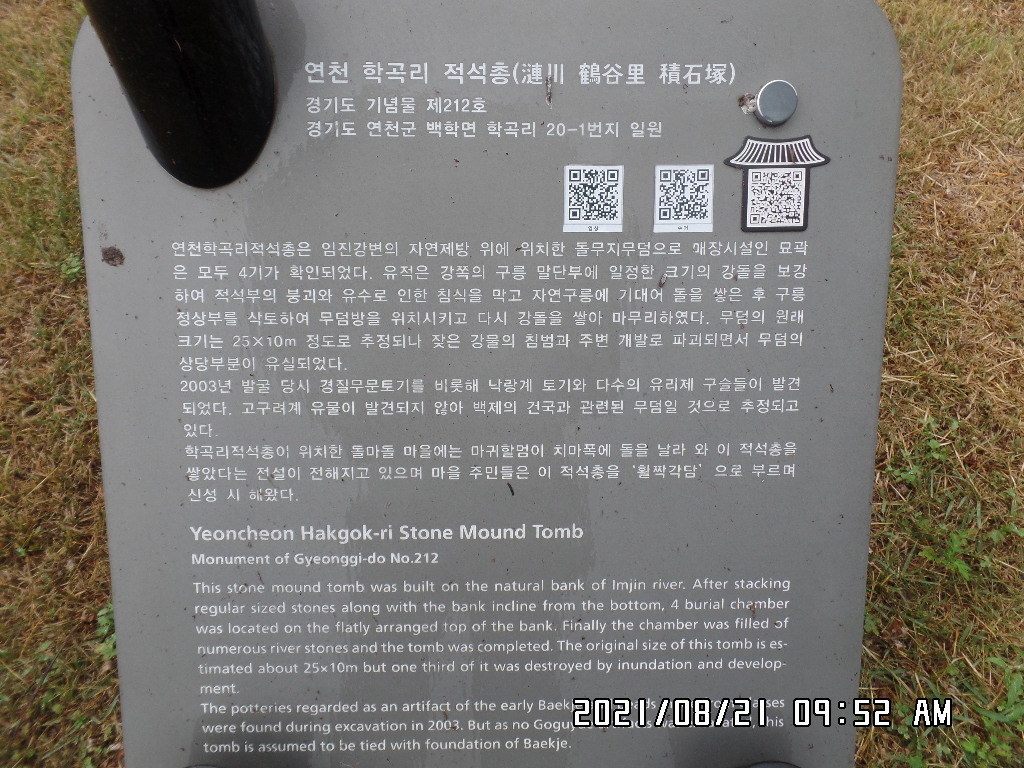 연천 학곡리 적석총(漣川 鶴谷里 積石塚)
경기도 기념물 제212호
경기도 연천군 백학면 학곡리 20-1번지 일원
연천학곡리적석총은 임진강변의 자연제방 위에 위치한 돌무지무덤으로 매장시설인 묘곽
은 모두 4기가 확인되었다. 유적은 강쪽의 구릉 말단부에 일정한 크기의 강돌을 보강
하여 적석부의 붕괴와 유수로 인한 침식을 막고 자연구릉에 기대어 돌을 쌓은 후 구릉
정상부를 삭토하여 무덤방을 위치시키고 다시 강돌을 쌓아 마무리하였다. 무덤의 원래
크기는 25×10m 정도로 추정되나 잦은 강물의 침범과 주변 개발로 파괴되면서 무덤의
상당부분이 유실되었다.
2003년 발굴 당시 경질무문토기를 비롯해 낙랑계 토기와 다수의 유리제 구슬들이 발견
되었다. 고구려계 유물이 발견되지 않아 백제의 건국과 관련된 무덤일 것으로 추정되고
있다.
학곡리적석총이 위치한 돌마돌 마을에는 마귀할멈이 치마폭에 돌을 날라 와 이 적석총을
쌓았다는 전설이 전해지고 있으며 마을 주민들은 이 적석총을 '활짝각담' 으로 부르며
신성 시 해왔다.
Yeoncheon Hakgok-ri Stone Mound Tomb
Monument of Gyeonggi-do No.212
This stone mound tomb was built on the natural bank of Imjin river. After stacking
regular sized stones along with the bank incline from the bottom, 4 burial chamber
was located on the flatly arranged top of the bank. Finally the chamber was filled of
numerous river stones and the tomb was completed. The original size of this tomb is es-
timated about 25×10m but one third of it was destroyed by inundation and develop-
ment.
The potteries regarded as an artifact of the early Baekje
were found during excavation in 2003. But as no
tomb is assumed to be tied with foundation of Baekje.
2021/08/21 09:52 AM